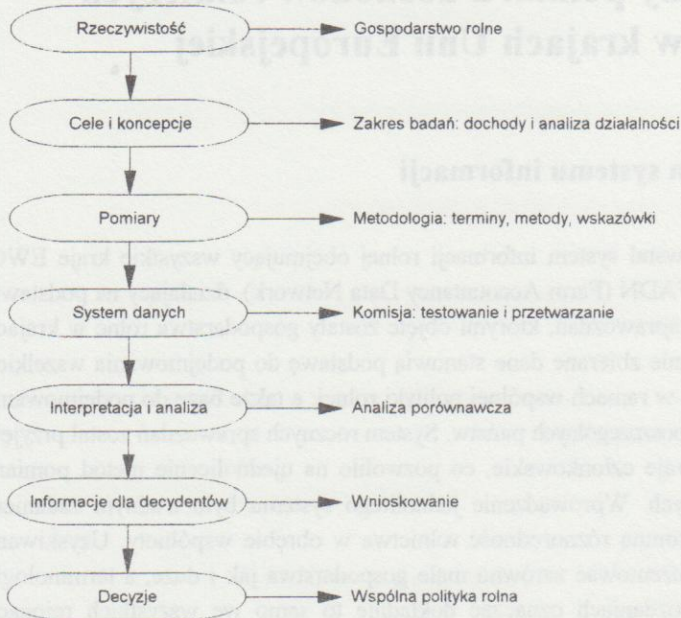 Rzeczywistość Gospodarstwo rolne
Cele i koncepcje Zakres badań: dochody i analiza działalności
Pomiary Metodologia: terminy, metody, wskazówki
System danych Komisja: testowanie i przetwarzanie
Interpretacja i analiza Analiza porównawcza
Informacje dla decydentów Wnioskowanie
Decyzje Wspólna polityka rolna